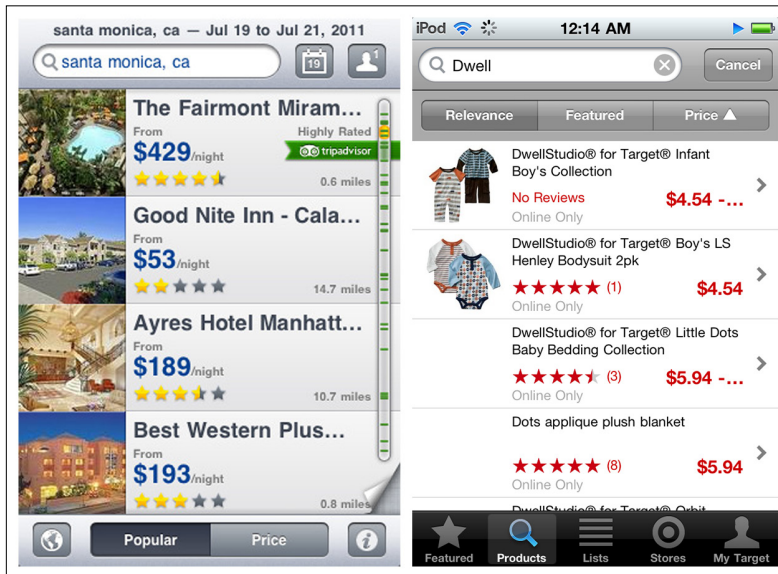 santa monica, ca — Jul 19 to Jul 21, 2011
santa monica, ca
19
1
The Fairmont Miram...
From
Highly Rated
$429/night
tripadvisor
0.6 miles
Good Nite Inn - Cala...
From
$53/night
14.7 miles
Ayres Hotel Manhatt...
From
$189/night
10.7 miles
Best Western Plus...
From
$193/night
0.8 miles
Popular
Price
i
iPod
12:14 AM
Dwell
Cancel
Relevance
Featured
Price ▲
DwellStudio® for Target® Infant
Boy's Collection
No Reviews
$4.54 -...
Online Only
DwellStudio® for Target® Boy's LS
Henley Bodysuit 2pk
(1)
$4.54
Online Only
DwellStudio® for Target® Little Dots
Baby Bedding Collection
(3)
$5.94 -...
Online Only
Dots applique plush blanket
(8)
$5.94
Online Only
DwellStudio® for Target® Orbit
Featured
Products
Lists
Stores
My Target